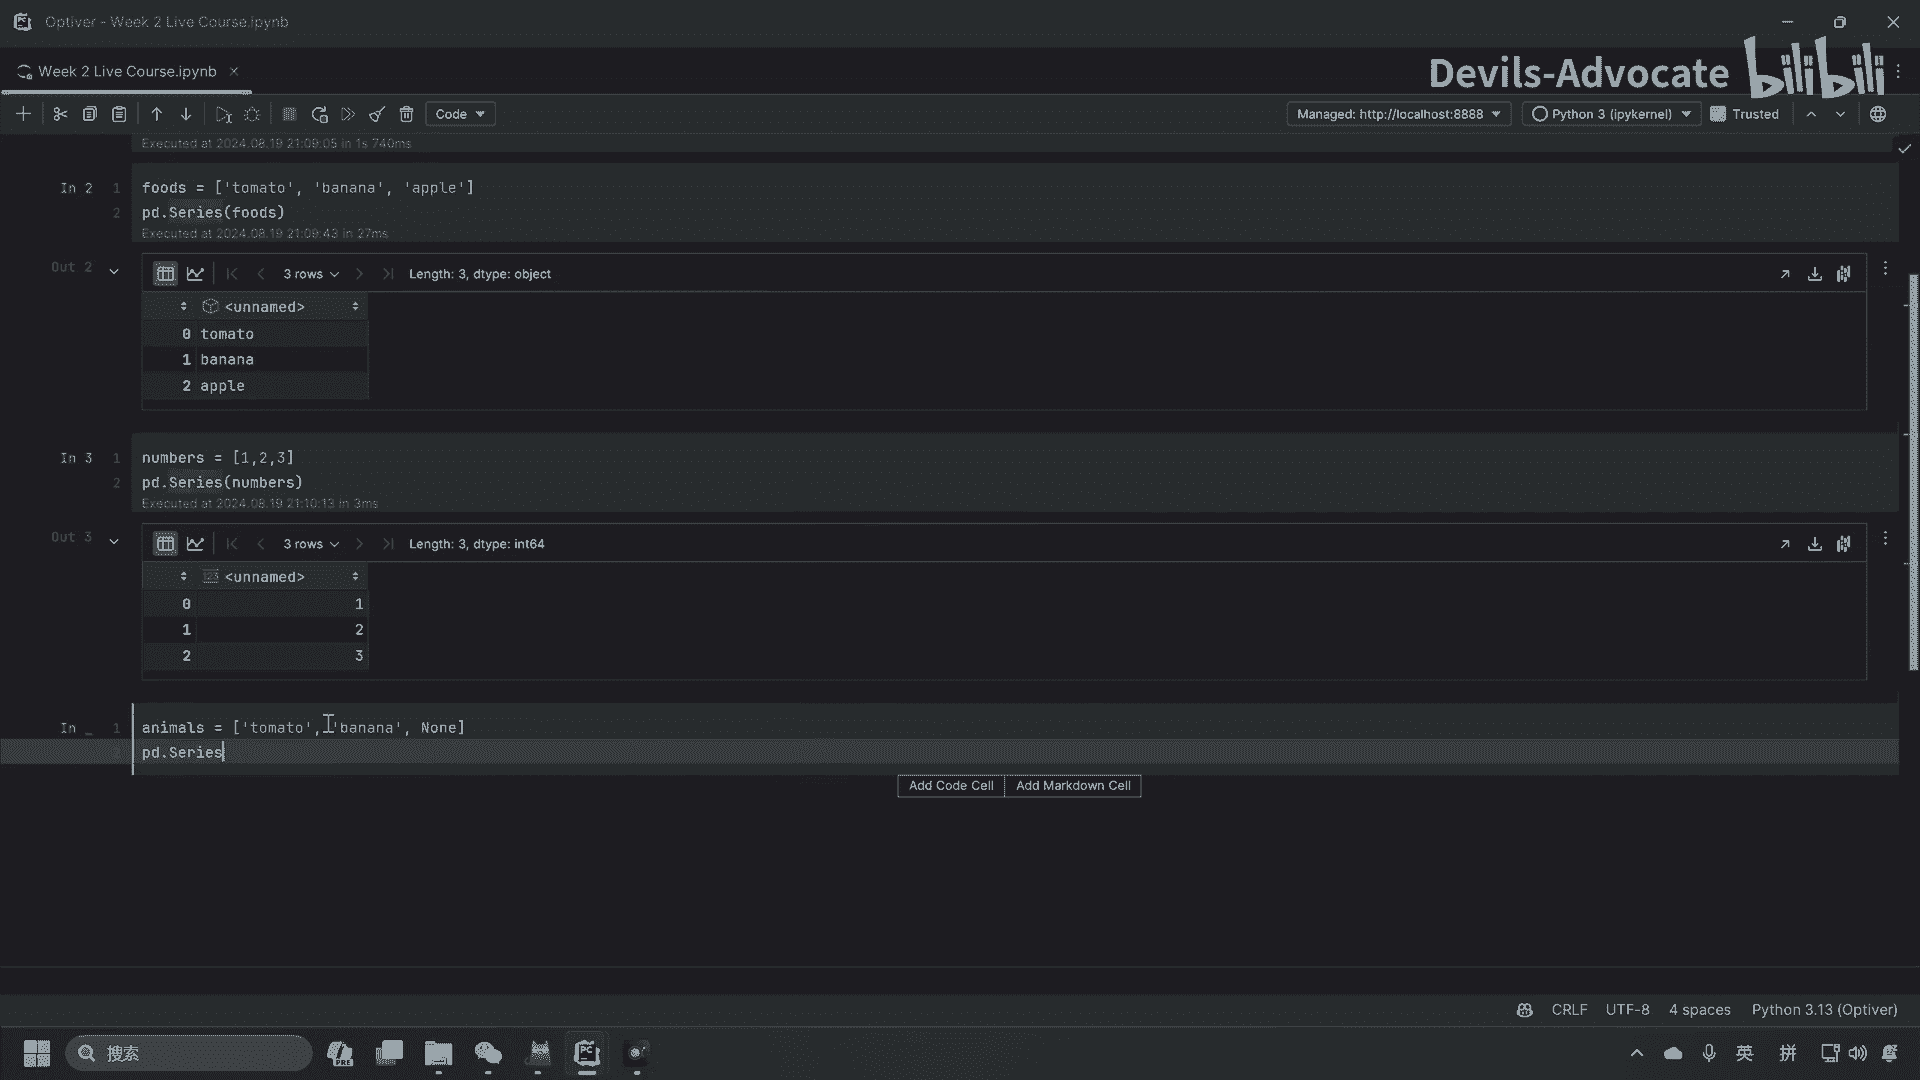 Optiver - Week 2 Live Course.ipynb
Week 2 Live Course.ipynb
Devils-Advocate bilibili
Code
Managed: http://localhost:8888
Python 3 (ipykernel)
Trusted
Executed at 2024.08.19 21:09:05 in 1s 740ms
In 2
1 foods = ['tomato', 'banana', 'apple']
2 pd.Series(foods)
Executed at 2024.08.19 21:09:43 in 27ms
Out 2
3 rows
Length: 3, dtype: object
<unnamed>
0 tomato
1 banana
2 apple
In 3
1 numbers = [1,2,3]
2 pd.Series(numbers)
Executed at 2024.08.19 21:10:13 in 3ms
Out 3
3 rows
Length: 3, dtype: int64
123 <unnamed>
0 1
1 2
2 3
In _
1 animals = ['tomato', 'banana', None]
2 pd.Series
Add Code Cell
Add Markdown Cell
CRLF
UTF-8
4 spaces
Python 3.13 (Optiver)
搜索
PRE
PC
英
拼